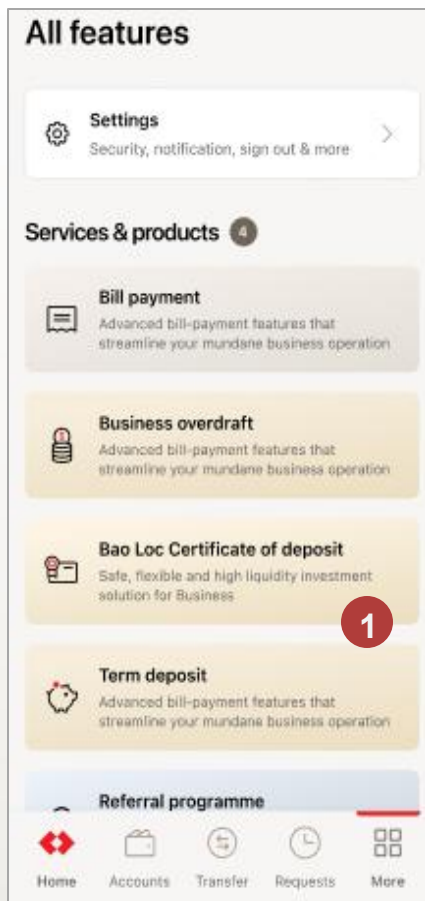 All features
Settings
Security, notification, sign out & more
Services & products 4
Bill payment
Advanced bill-payment features that
streamline your mundane business operation
Business overdraft
Advanced bill-payment features that
streamline your mundane business operation
Bao Loc Certificate of deposit
Safe, flexible and high liquidity investment
solution for Business
1
Term deposit
Advanced bill-payment features that
streamline your mundane business operation
Referral programme
Home Accounts Transfer Requests More